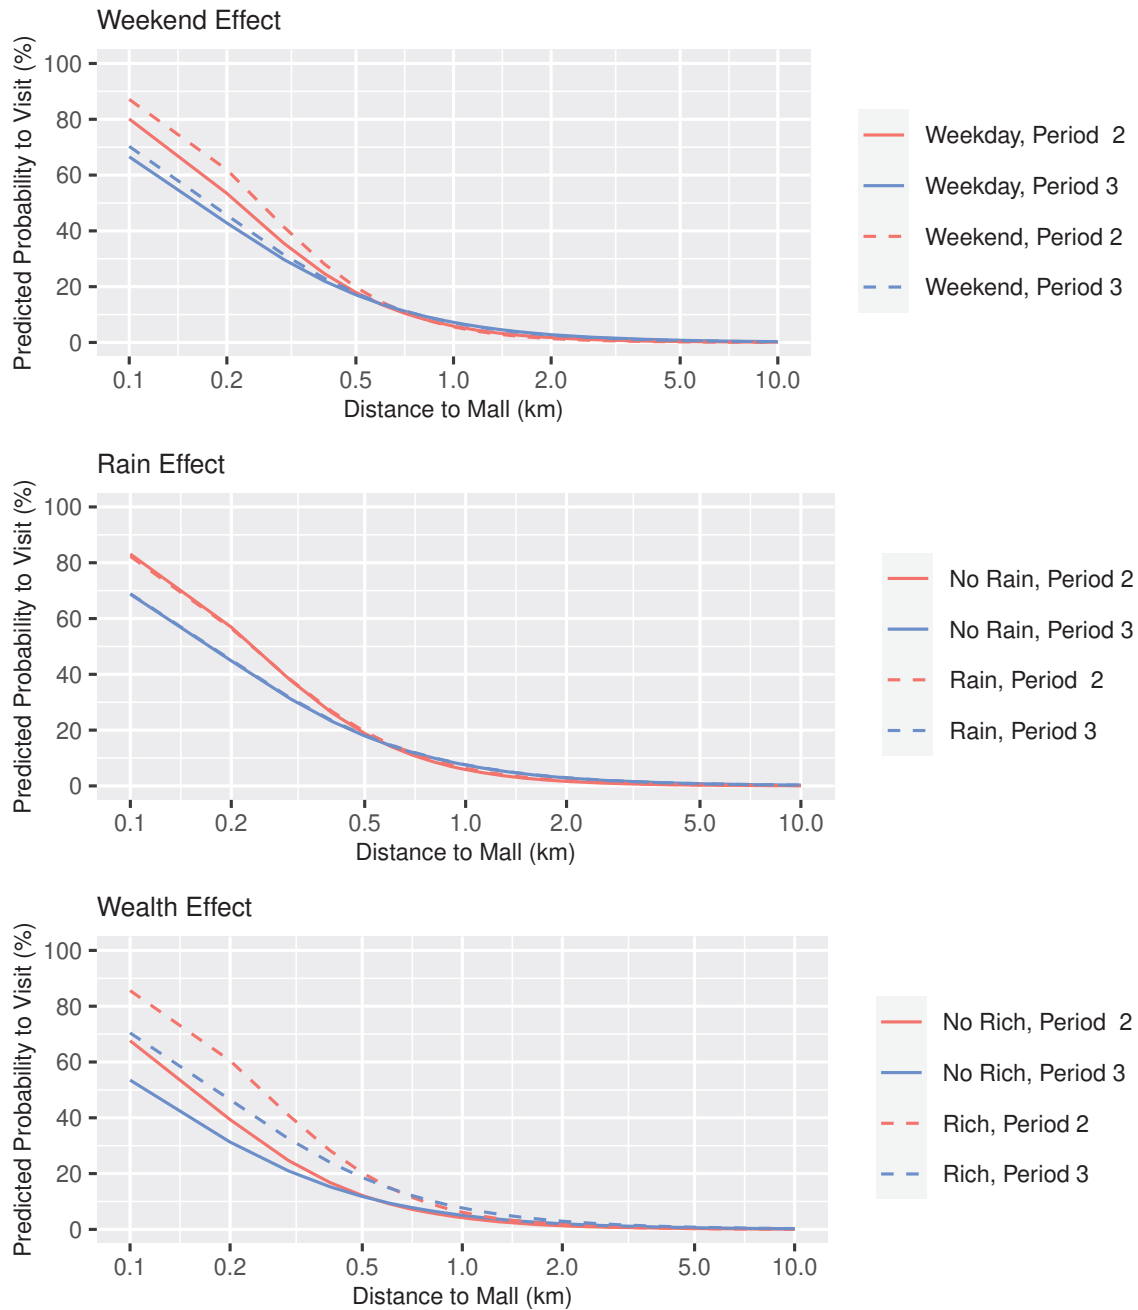 Weekend Effect
Predicted Probability to Visit (%)
100
80
60
40
20
0
0.1 0.2 0.5 1.0 2.0 5.0 10.0
Distance to Mall (km)
Weekday, Period 2
Weekday, Period 3
Weekend, Period 2
Weekend, Period 3
Rain Effect
Predicted Probability to Visit (%)
100
80
60
40
20
0
0.1 0.2 0.5 1.0 2.0 5.0 10.0
Distance to Mall (km)
No Rain, Period 2
No Rain, Period 3
Rain, Period 2
Rain, Period 3
Wealth Effect
Predicted Probability to Visit (%)
100
80
60
40
20
0
0.1 0.2 0.5 1.0 2.0 5.0 10.0
Distance to Mall (km)
No Rich, Period 2
No Rich, Period 3
Rich, Period 2
Rich, Period 3